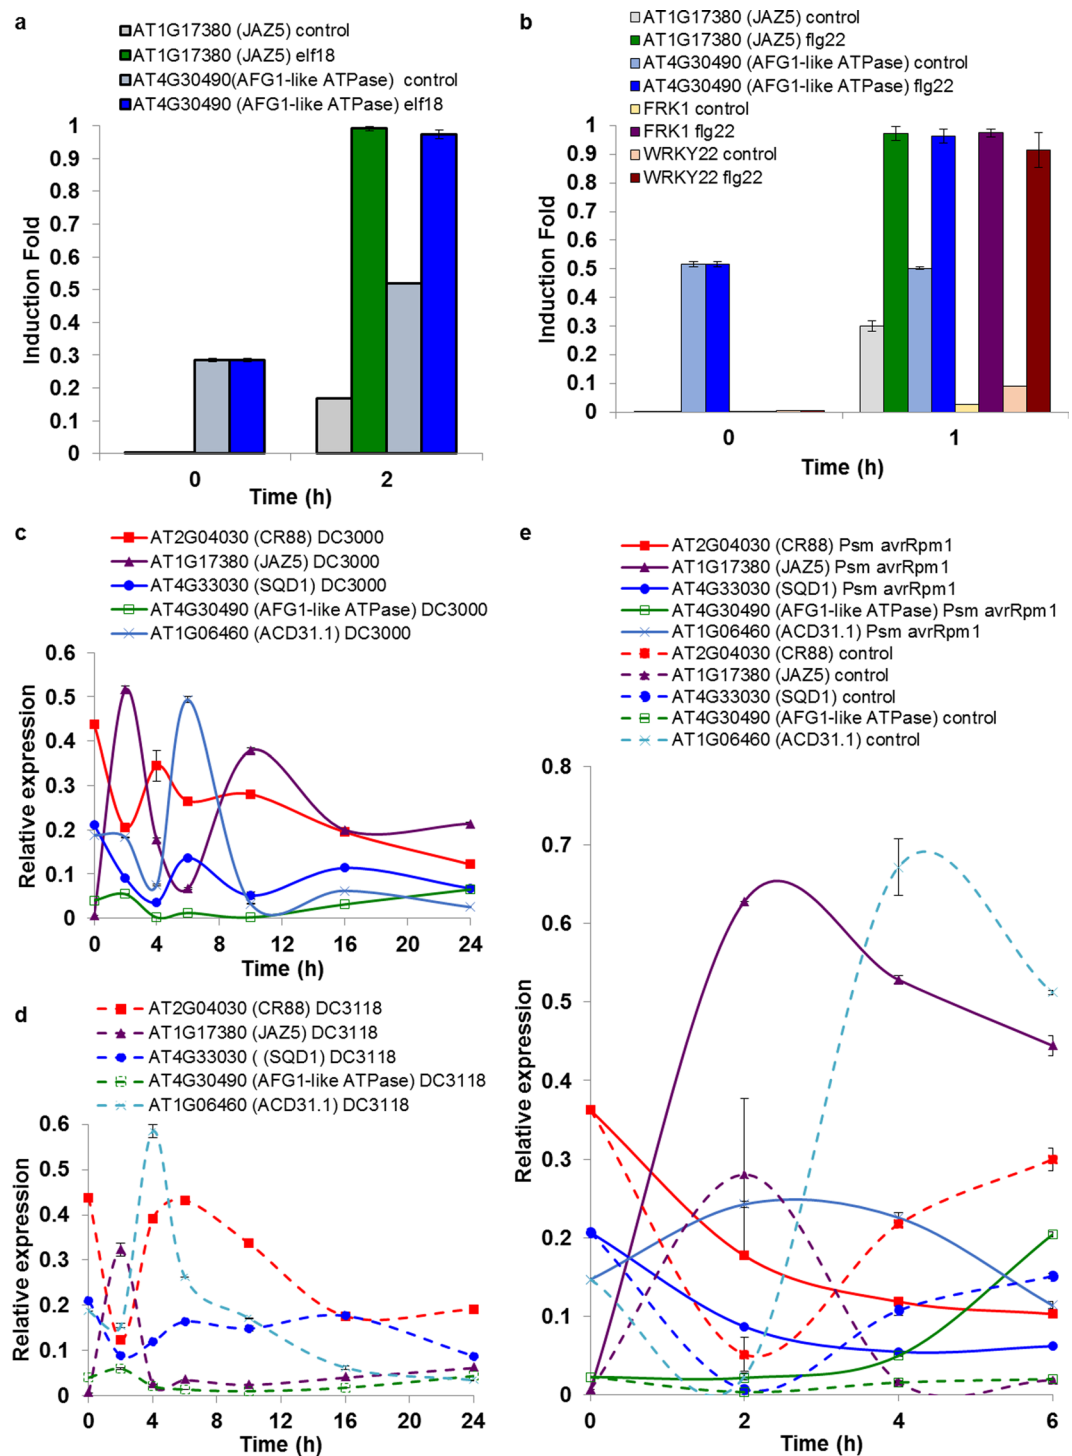 a
AT1G17380 (JAZ5) control
AT1G17380 (JAZ5) elf18
AT4G30490(AFG1-like ATPase) control
AT4G30490 (AFG1-like ATPase) elf18
1
0.9
0.8
0.7
0.6
0.5
0.4
0.3
0.2
0.1
0
Induction Fold
0
2
Time (h)
b
AT1G17380 (JAZ5) control
AT1G17380 (JAZ5) flg22
AT4G30490 (AFG1-like ATPase) control
AT4G30490 (AFG1-like ATPase) flg22
FRK1 control
FRK1 flg22
WRKY22 control
WRKY22 flg22
1
0.9
0.8
0.7
0.6
0.5
0.4
0.3
0.2
0.1
0
Induction Fold
0
1
Time (h)
c
AT2G04030 (CR88) DC3000
AT1G17380 (JAZ5) DC3000
AT4G33030 (SQD1) DC3000
AT4G30490 (AFG1-like ATPase) DC3000
AT1G06460 (ACD31.1) DC3000
0.6
0.5
0.4
0.3
0.2
0.1
0
Relative expression
0 4 8 12 16 20 24
Time (h)
d
AT2G04030 (CR88) DC3118
AT1G17380 (JAZ5) DC3118
AT4G33030 ( (SQD1) DC3118
AT4G30490 (AFG1-like ATPase) DC3118
AT1G06460 (ACD31.1) DC3118
0.6
0.5
0.4
0.3
0.2
0.1
0
Relative expression
0 4 8 12 16 20 24
Time (h)
e
AT2G04030 (CR88) Psm avrRpm1
AT1G17380 (JAZ5) Psm avrRpm1
AT4G33030 (SQD1) Psm avrRpm1
AT4G30490 (AFG1-like ATPase) Psm avrRpm1
AT1G06460 (ACD31.1) Psm avrRpm1
AT2G04030 (CR88) control
AT1G17380 (JAZ5) control
AT4G33030 (SQD1) control
AT4G30490 (AFG1-like ATPase) control
AT1G06460 (ACD31.1) control
0.8
0.7
0.6
0.5
0.4
0.3
0.2
0.1
0
Relative expression
0 2 4 6
Time (h)